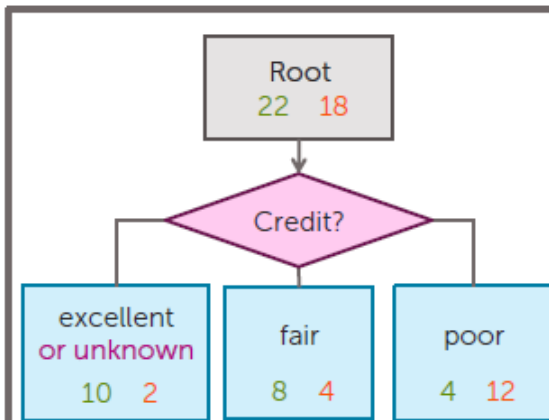 Root
22 18
Credit?
excellent
or unknown
10 2
fair
8 4
poor
4 12